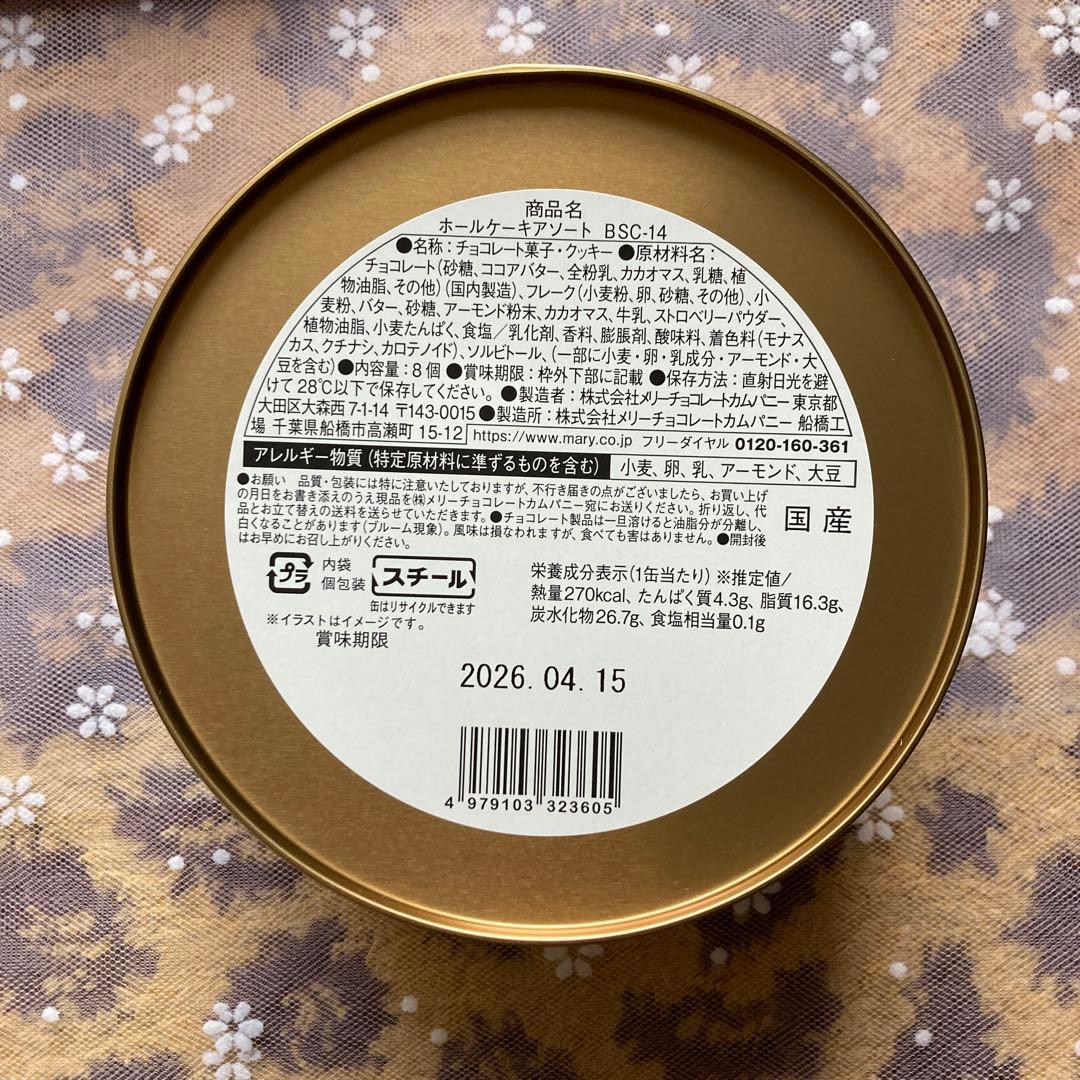 商品名
ホールケーキアソート BSC-14
●名称：チョコレート菓子・クッキー ●原材料名：
チョコレート(砂糖、ココアバター、全粉乳、カカオマス、乳糖、植
物油脂、その他)(国内製造)、フレーク(小麦粉、卵、砂糖、その他)、小
麦粉、バター、砂糖、アーモンド粉末、カカオマス、牛乳、ストロベリーパウダー、
植物油脂、小麦たんぱく、食塩／乳化剤、香料、膨脹剤、酸味料、着色料(モナス
カス、クチナシ、カロテノイド)、ソルビトール、(一部に小麦・卵・乳成分・アーモンド・大
豆を含む)●内容量：8個 ●賞味期限：枠外下部に記載 ●保存方法：直射日光を避
けて28℃以下で保存してください。●製造者：株式会社メリーチョコレートカムパニー 東京都
大田区大森西7-1-14 〒143-0015 ●製造所：株式会社メリーチョコレートカムパニー 船橋工
場 千葉県船橋市高瀬町15-12 https://www.mary.co.jp フリーダイヤル 0120-160-361
アレルギー物質(特定原材料に準ずるものを含む) 小麦、卵、乳、アーモンド、大豆
●お願い 品質・包装には特に注意いたしておりますが、不行き届きの点がございましたら、お買い上げ
の月日をお書き添えのうえ現品を㈱メリーチョコレートカムパニー宛にお送りください。折り返し、代
品とお立て替えの送料を送らせていただきます。●チョコレート製品は一旦溶けると油脂分が分離し、
白くなることがあります(ブルーム現象)。風味は損なわれますが、食べても害はありません。●開封後
はお早めにお召し上がりください。
国産
プラ 内袋 個包装
スチール
缶はリサイクルできます
※イラストはイメージです。
栄養成分表示(1缶当たり)※推定値/
熱量270kcal、たんぱく質4.3g、脂質16.3g、
炭水化物26.7g、食塩相当量0.1g
賞味期限
2026.04.15
4 979103 323605